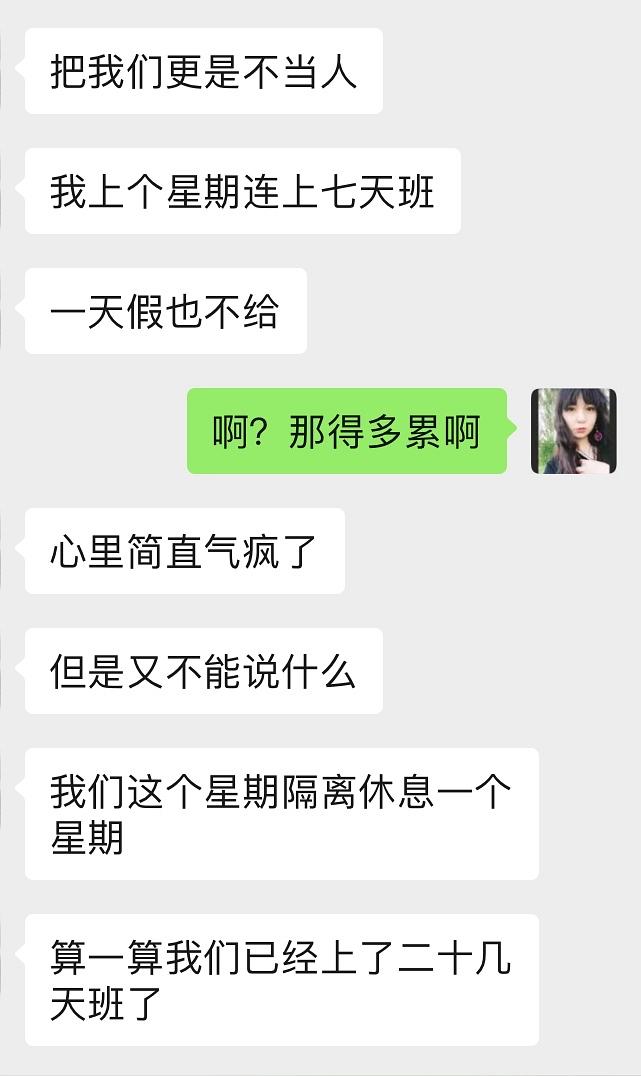 把我们更是不当人
我上个星期连上七天班
一天假也不给
啊？那得多累啊
心里简直气疯了
但是又不能说什么
我们这个星期隔离休息一个
星期
算一算我们已经上了二十几
天班了